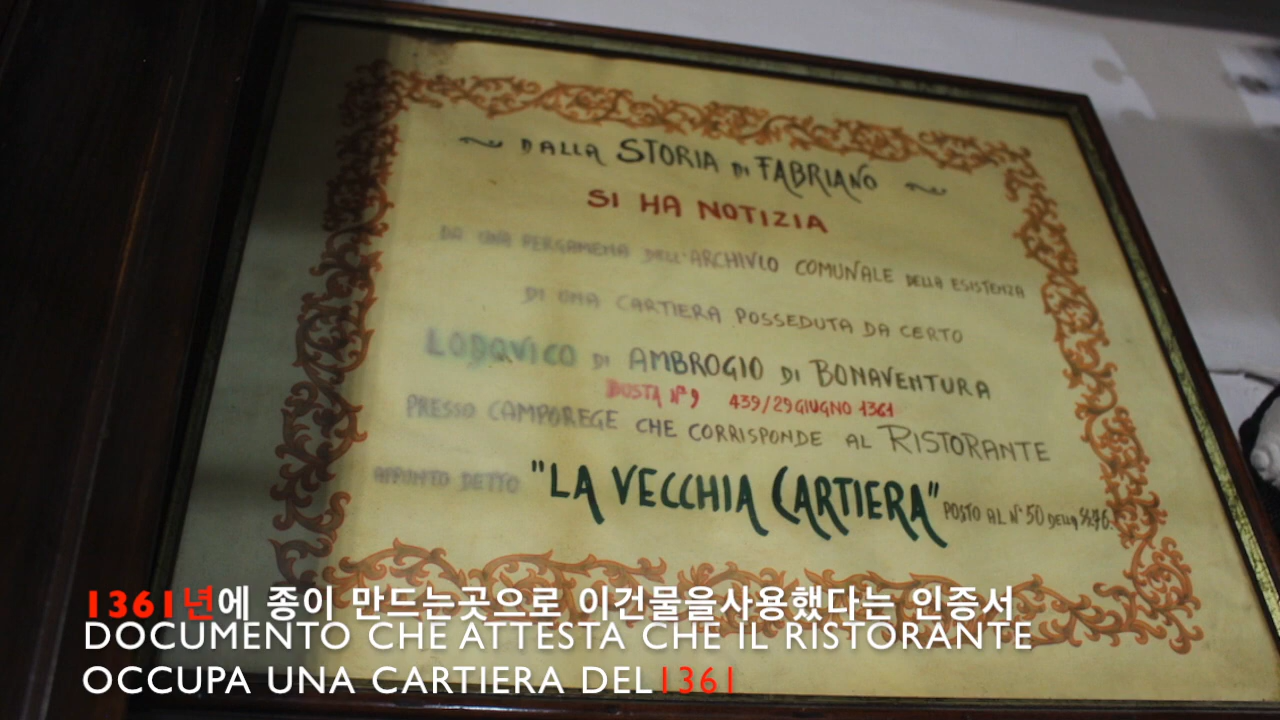 DALLA STORIA DI FABRIANO
SI HA NOTIZIA
DA UNA PERGAMENA DELL'ARCHIVIO COMUNALE DELLA ESISTENZA
DI UNA CARTIERA POSSEDUTA DA CERTO
LODOVICO DI AMBROGIO DI BONAVENTURA
BUSTA N° 9 439/29 GIUGNO 1361
PRESSO CAMPOREGE CHE CORRISPONDE AL RISTORANTE
APPUNTO DETTO "LA VECCHIA CARTIERA" POSTO AL N° 50 DELLA
1361년에 종이 만드는곳으로 이건물을사용했다는 인증서
DOCUMENTO CHE ATTESTA CHE IL RISTORANTE
OCCUPA UNA CARTIERA DEL1361